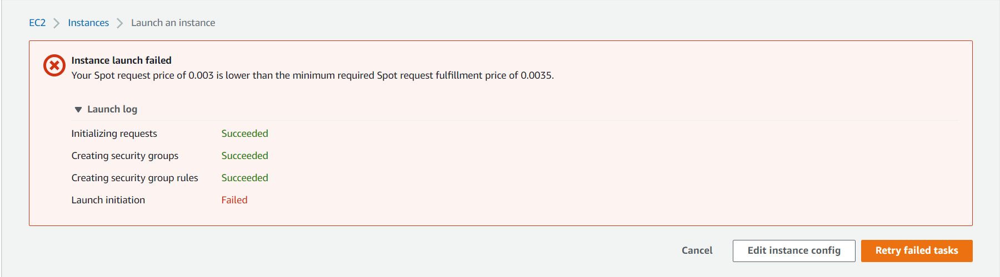 EC2 Instances Launch an instance
Instance launch failed
Your Spot request price of 0.003 is lower than the minimum required Spot request fulfillment price of 0.0035.
Launch log
Initializing requests Succeeded
Creating security groups Succeeded
Creating security group rules Succeeded
Launch initiation Failed
Cancel Edit instance config Retry failed tasks